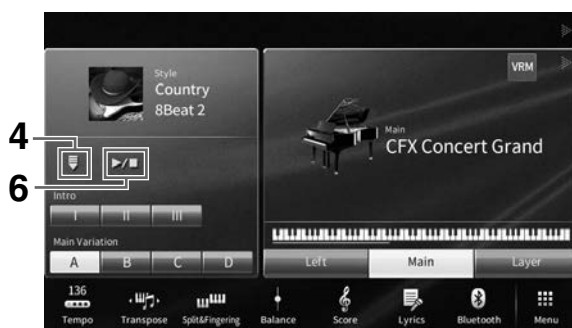 Style
Country
8Beat 2
4
6
Intro
I II III
Main Variation
A B C D
VRM
Main
CFX Concert Grand
Left Main Layer
136
Tempo Transpose Split&Fingering Balance Score Lyrics Bluetooth Menu